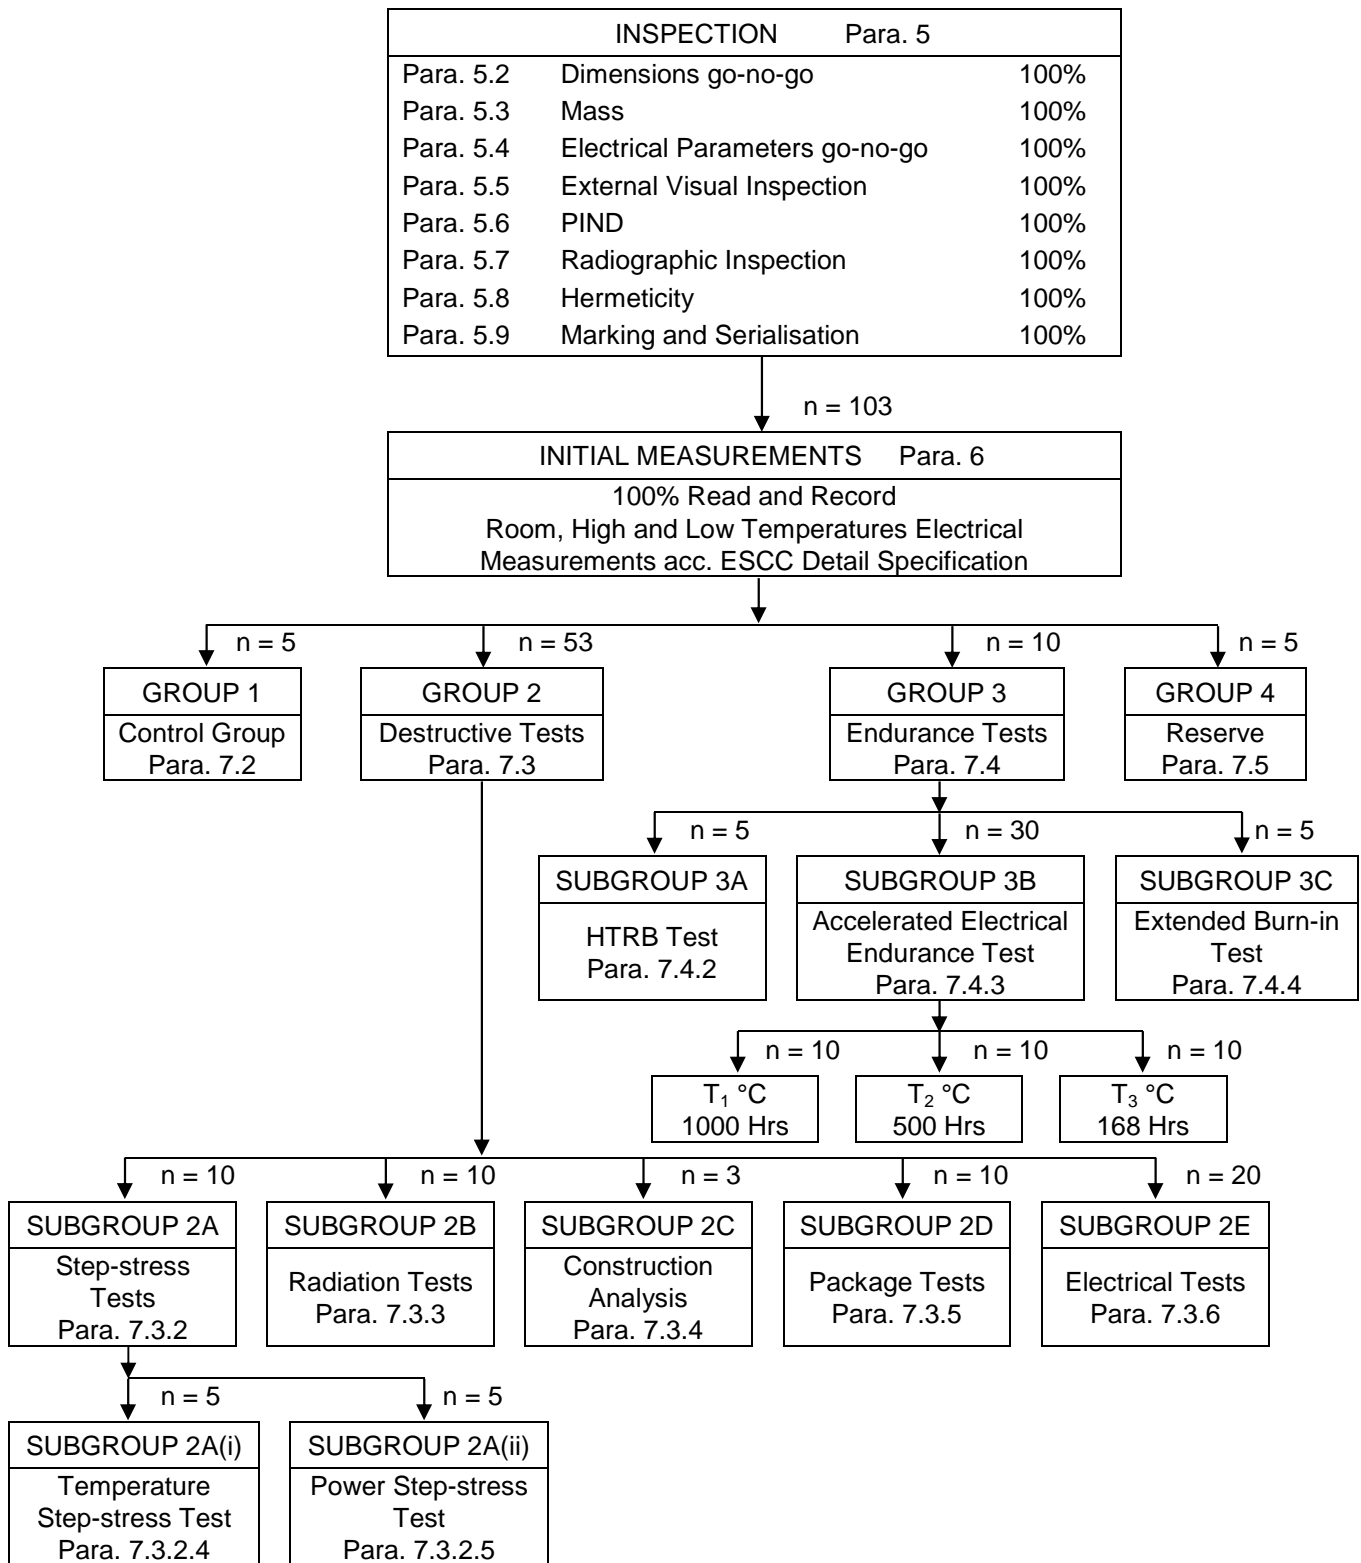 INSPECTION Para. 5
Para. 5.2 Dimensions go-no-go 100%
Para. 5.3 Mass 100%
Para. 5.4 Electrical Parameters go-no-go 100%
Para. 5.5 External Visual Inspection 100%
Para. 5.6 PIND 100%
Para. 5.7 Radiographic Inspection 100%
Para. 5.8 Hermeticity 100%
Para. 5.9 Marking and Serialisation 100%
n = 103
INITIAL MEASUREMENTS Para. 6
100% Read and Record
Room, High and Low Temperatures Electrical
Measurements acc. ESCC Detail Specification
n = 5
n = 53
n = 10
n = 5
GROUP 1
Control Group
Para. 7.2
GROUP 2
Destructive Tests
Para. 7.3
GROUP 3
Endurance Tests
Para. 7.4
GROUP 4
Reserve
Para. 7.5
n = 5
n = 30
n = 5
SUBGROUP 3A
HTRB Test
Para. 7.4.2
SUBGROUP 3B
Accelerated Electrical
Endurance Test
Para. 7.4.3
SUBGROUP 3C
Extended Burn-in
Test
Para. 7.4.4
n = 10
n = 10
n = 10
T₁ °C
1000 Hrs
T₂ °C
500 Hrs
T₃ °C
168 Hrs
n = 10
n = 10
n = 3
n = 10
n = 20
SUBGROUP 2A
Step-stress
Tests
Para. 7.3.2
SUBGROUP 2B
Radiation Tests
Para. 7.3.3
SUBGROUP 2C
Construction
Analysis
Para. 7.3.4
SUBGROUP 2D
Package Tests
Para. 7.3.5
SUBGROUP 2E
Electrical Tests
Para. 7.3.6
n = 5
n = 5
SUBGROUP 2A(i)
Temperature
Step-stress Test
Para. 7.3.2.4
SUBGROUP 2A(ii)
Power Step-stress
Test
Para. 7.3.2.5